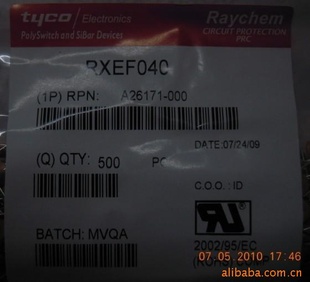 tyco Electronics
Raychem
PolySwitch and SiBar Devices
CIRCUIT PROTECTION
PRC
RXEF040
(1P) RPN: A26171-000
DATE:07/24/09
(Q) QTY: 500 PC
C.O.O. : ID
BATCH: MVQA
2002/95/EC
07.05.2010 17:46
alibaba.com.cn